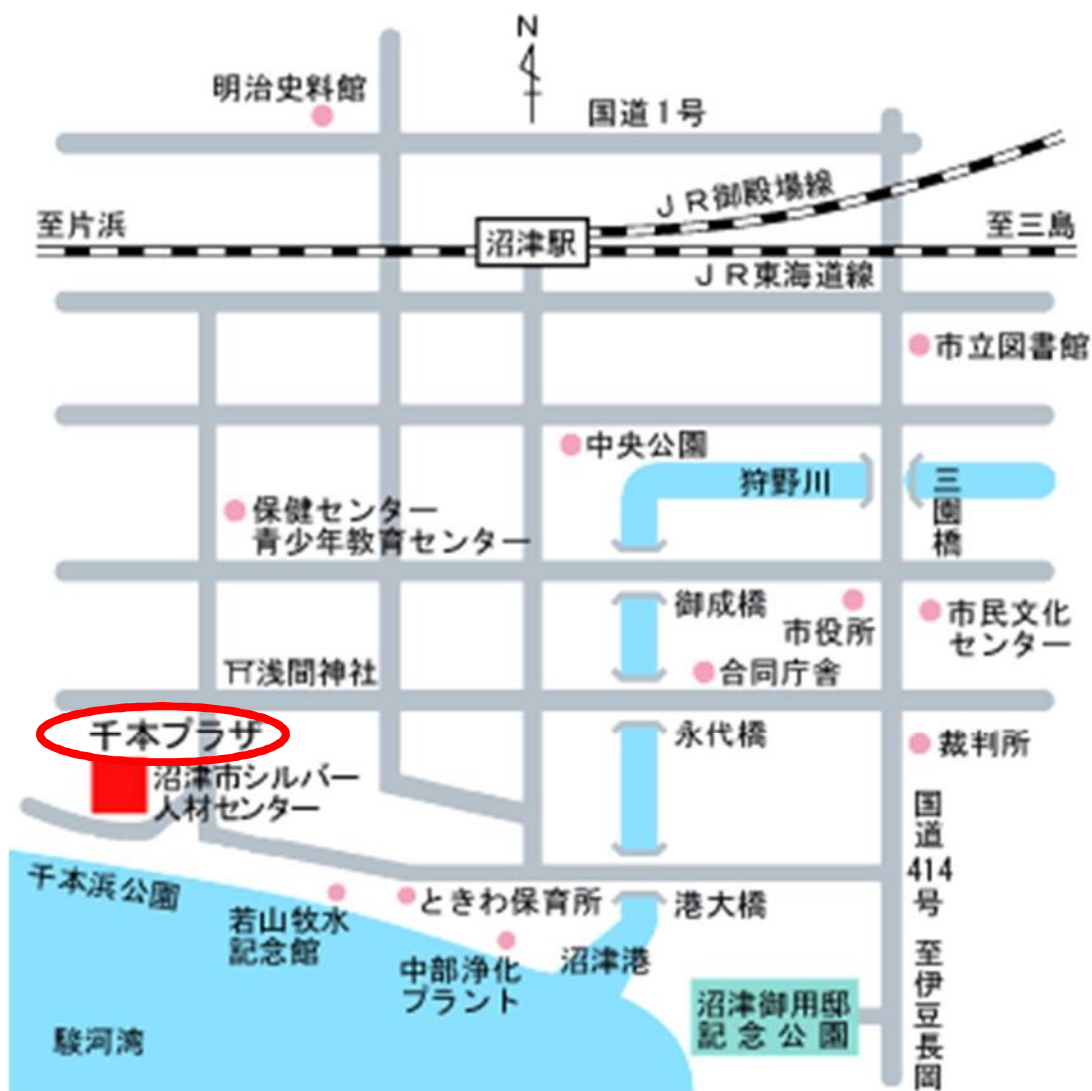 N
明治史料館
国道1号
JR御殿場線
至片浜
沼津駅
至三島
JR東海道線
市立図書館
中央公園
狩野川
三園橋
保健センター
青少年教育センター
御成橋
市役所
市民文化
センター
浅間神社
合同庁舎
千本プラザ
永代橋
裁判所
沼津市シルバー
人材センター
国道414号 至伊豆長岡
千本浜公園
若山牧水
記念館
ときわ保育所
港大橋
中部浄化
プラント
沼津港
沼津御用邸
記念公園
駿河湾